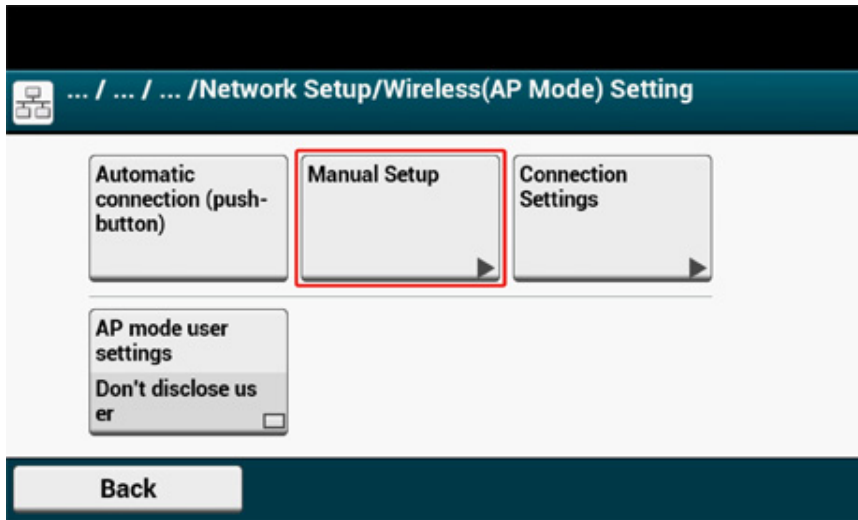 ... / ... / ... /Network Setup/Wireless(AP Mode) Setting
Automatic
connection (push-
button)
Manual Setup
Connection
Settings
AP mode user
settings
Don't disclose us
er
Back